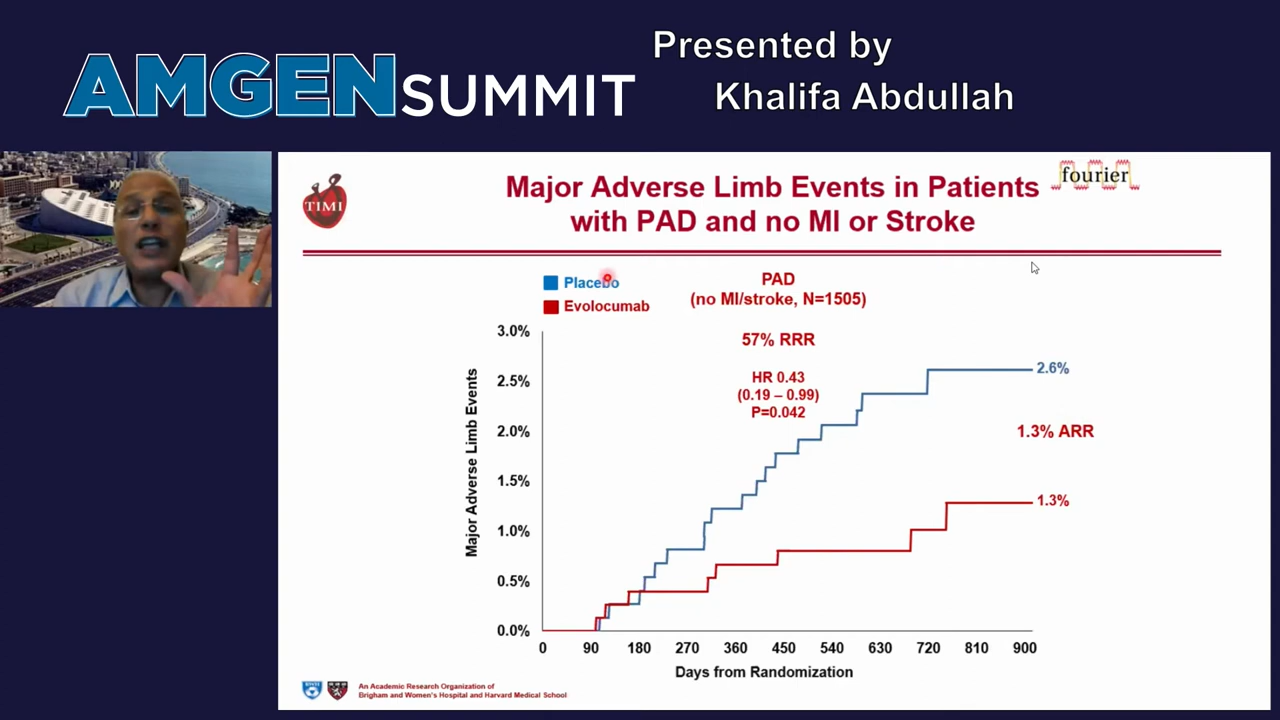 AMGEN SUMMIT
Presented by
Khalifa Abdullah
TIMI
Major Adverse Limb Events in Patients
with PAD and no MI or Stroke
fourier
Placebo
Evolocumab
PAD
(no MI/stroke, N=1505)
57% RRR
HR 0.43
(0.19 – 0.99)
P=0.042
Major Adverse Limb Events
3.0%
2.5%
2.0%
1.5%
1.0%
0.5%
0.0%
2.6%
1.3% ARR
1.3%
0 90 180 270 360 450 540 630 720 810 900
Days from Randomization
An Academic Research Organization of
Brigham and Women's Hospital and Harvard Medical School